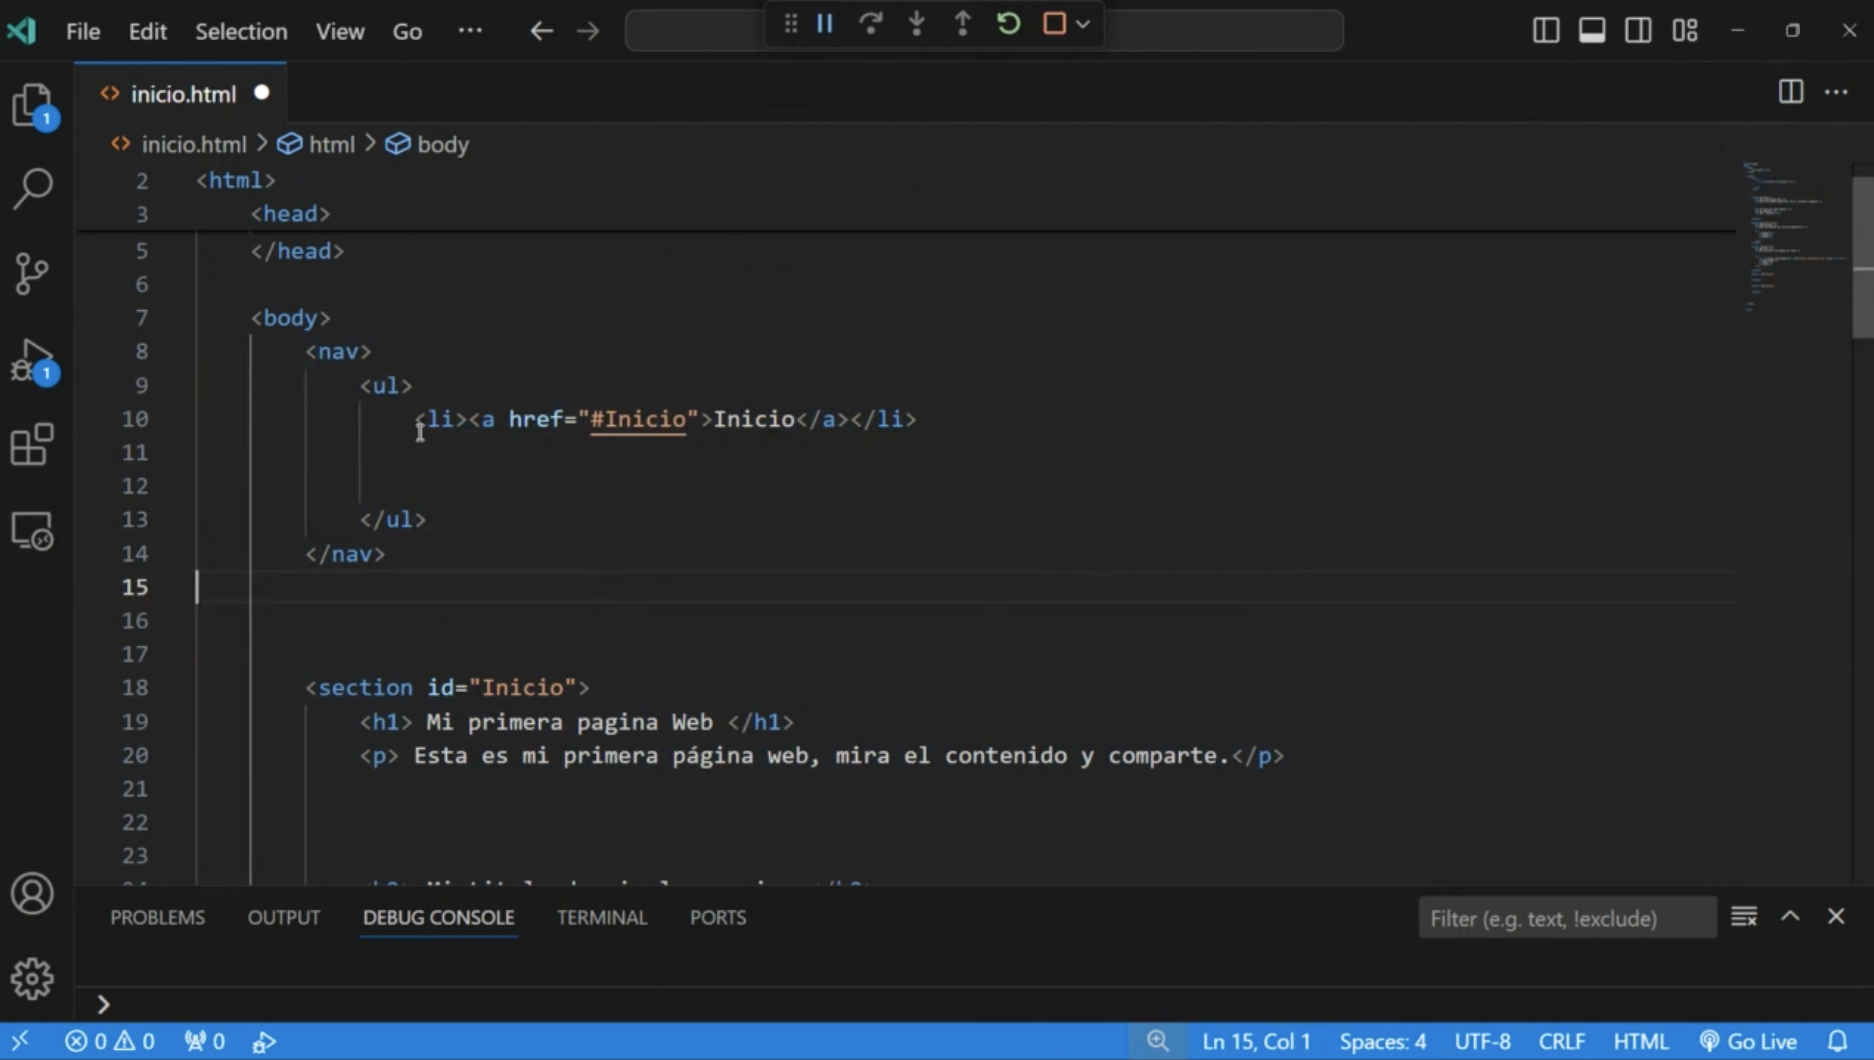 File Edit Selection View Go ···
inicio.html
inicio.html > html > body
2 <html>
3 <head>
5 </head>
6
7 <body>
8 <nav>
9 <ul>
10 <li><a href="#Inicio">Inicio</a></li>
11
12
13 </ul>
14 </nav>
15
16
17
18 <section id="Inicio">
19 <h1> Mi primera pagina Web </h1>
20 <p> Esta es mi primera página web, mira el contenido y comparte.</p>
21
22
23
1
1
PROBLEMS OUTPUT DEBUG CONSOLE TERMINAL PORTS Filter (e.g. text, !exclude)
0 0 0 Ln 15, Col 1 Spaces: 4 UTF-8 CRLF HTML Go Live